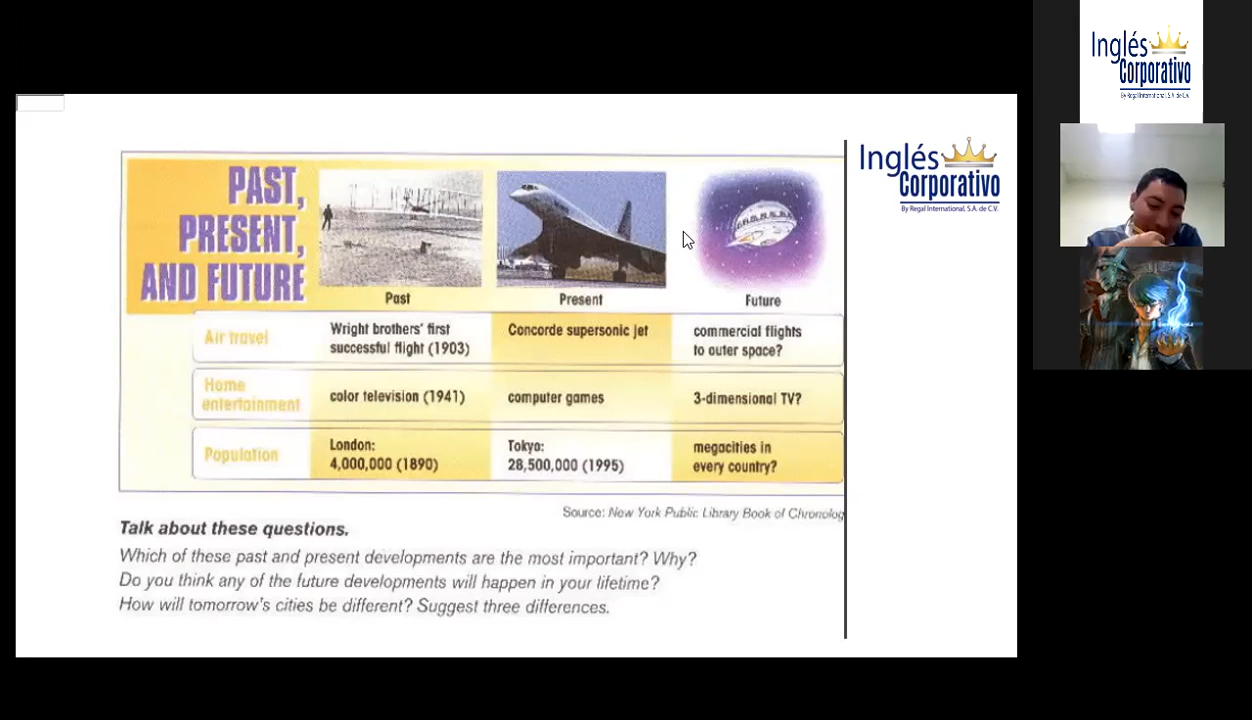 PAST,
PRESENT,
AND FUTURE
Past
Present
Future
Air travel
Wright brothers' first
successful flight (1903)
Concorde supersonic jet
commercial flights
to outer space?
Home
entertainment
color television (1941)
computer games
3-dimensional TV?
Population
London:
4,000,000 (1890)
Tokyo:
28,500,000 (1995)
megacities in
every country?
Source: New York Public Library Book of Chronolog
Talk about these questions.
Which of these past and present developments are the most important? Why?
Do you think any of the future developments will happen in your lifetime?
How will tomorrow's cities be different? Suggest three differences.
Inglés
Corporativo
By Regal International, S.A. de C.V.
Inglés
Corporativo
By Regal International, S.A. de C.V.